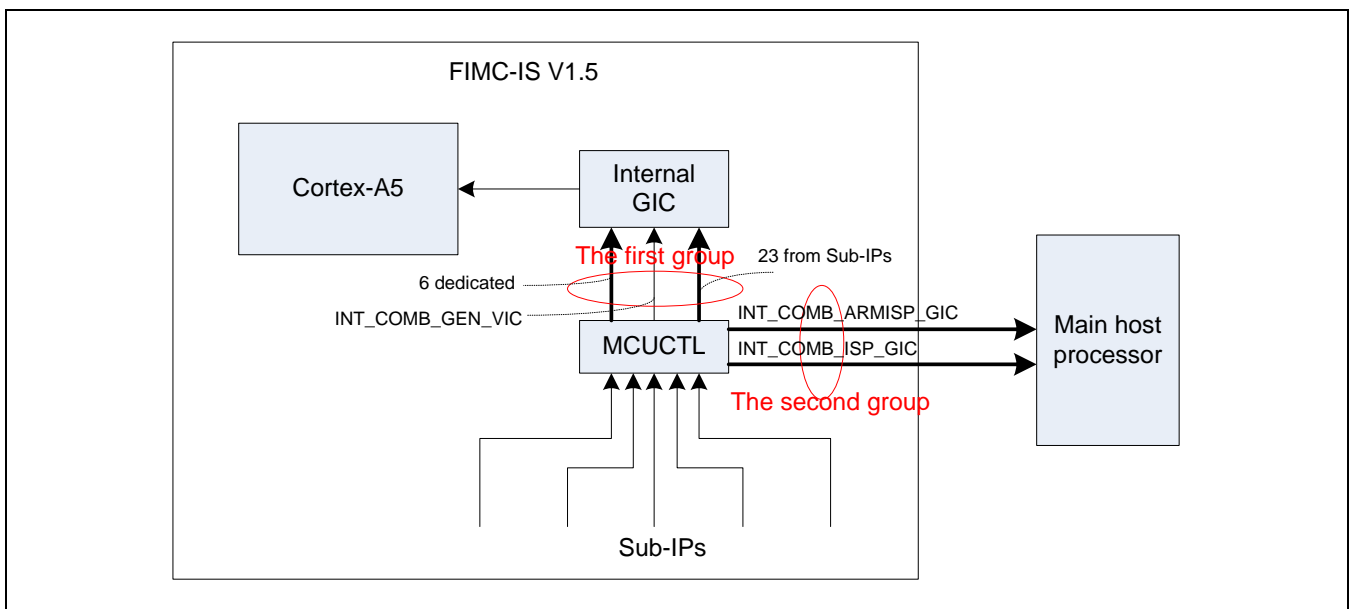 FIMC-IS V1.5
Cortex-A5
Internal
GIC
The first group
23 from Sub-IPs
6 dedicated
INT_COMB_GEN_VIC
INT_COMB_ARMISP_GIC
MCUCTL
INT_COMB_ISP_GIC
Main host
processor
The second group
Sub-IPs